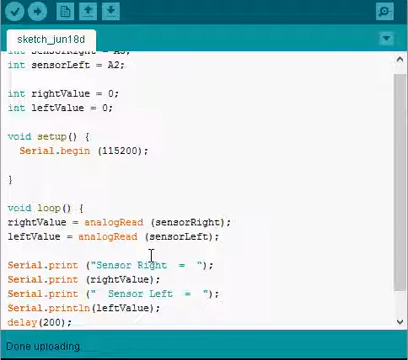 sketch_jun18d
int sensorRight = A3;
int sensorLeft = A2;
int rightValue = 0;
int leftValue = 0;
void setup() {
Serial.begin (115200);
}
void loop() {
rightValue = analogRead (sensorRight);
leftValue = analogRead (sensorLeft);
Serial.print ("Sensor Right  =  ");
Serial.print (rightValue);
Serial.print ("  Sensor Left  =  ");
Serial.println(leftValue);
delay(200);
Done uploading.